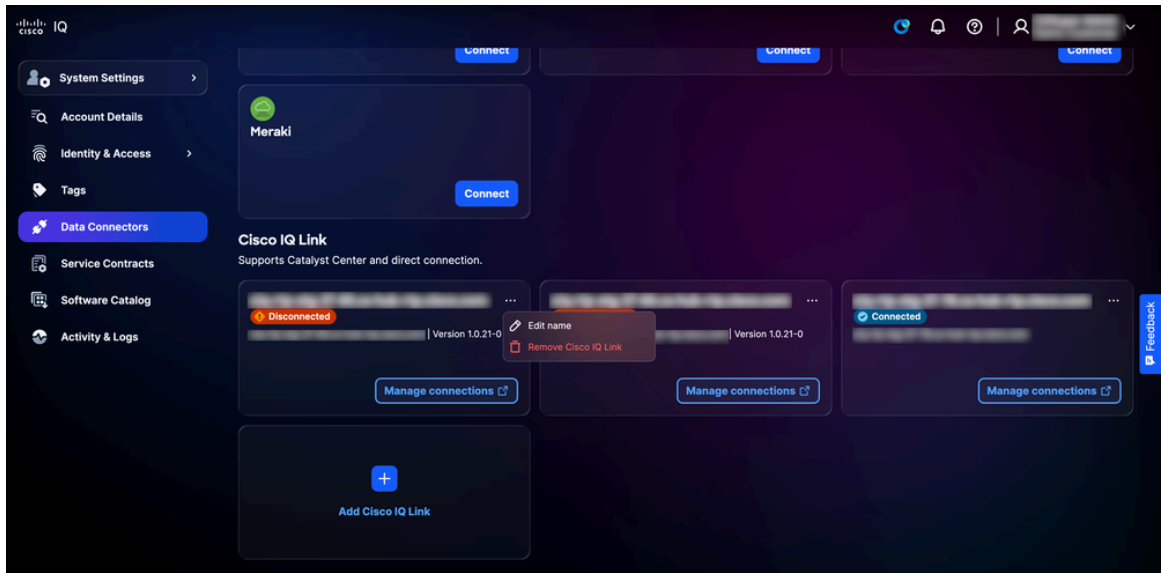 cisco IQ
System Settings
Account Details
Identity & Access
Tags
Data Connectors
Service Contracts
Software Catalog
Activity & Logs
Connect
Connect
Connect
Meraki
Connect
Cisco IQ Link
Supports Catalyst Center and direct connection.
Disconnected
| Version 1.0.21-0
Manage connections
Edit name
Remove Cisco IQ Link
| Version 1.0.21-0
Manage connections
Connected
Manage connections
Add Cisco IQ Link
Feedback